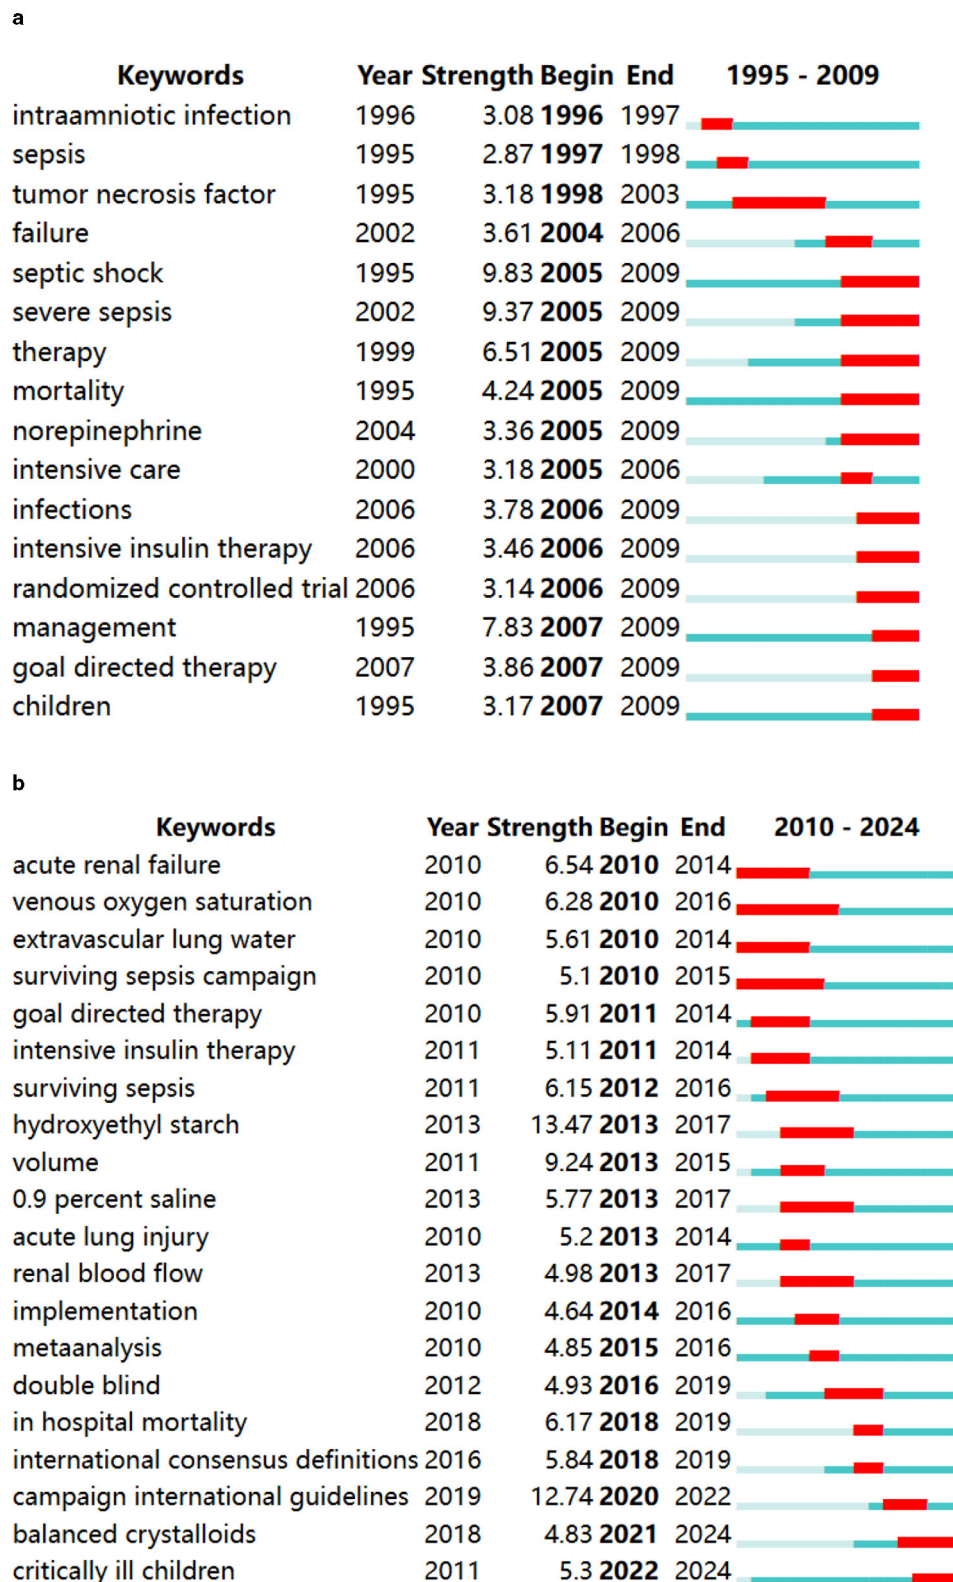 a
Keywords Year Strength Begin End 1995 - 2009
intraamniotic infection 1996 3.08 1996 1997
sepsis 1995 2.87 1997 1998
tumor necrosis factor 1995 3.18 1998 2003
failure 2002 3.61 2004 2006
septic shock 1995 9.83 2005 2009
severe sepsis 2002 9.37 2005 2009
therapy 1999 6.51 2005 2009
mortality 1995 4.24 2005 2009
norepinephrine 2004 3.36 2005 2009
intensive care 2000 3.18 2005 2006
infections 2006 3.78 2006 2009
intensive insulin therapy 2006 3.46 2006 2009
randomized controlled trial 2006 3.14 2006 2009
management 1995 7.83 2007 2009
goal directed therapy 2007 3.86 2007 2009
children 1995 3.17 2007 2009
b
Keywords Year Strength Begin End 2010 - 2024
acute renal failure 2010 6.54 2010 2014
venous oxygen saturation 2010 6.28 2010 2016
extravascular lung water 2010 5.61 2010 2014
surviving sepsis campaign 2010 5.1 2010 2015
goal directed therapy 2010 5.91 2011 2014
intensive insulin therapy 2011 5.11 2011 2014
surviving sepsis 2011 6.15 2012 2016
hydroxyethyl starch 2013 13.47 2013 2017
volume 2011 9.24 2013 2015
0.9 percent saline 2013 5.77 2013 2017
acute lung injury 2010 5.2 2013 2014
renal blood flow 2013 4.98 2013 2017
implementation 2010 4.64 2014 2016
metaanalysis 2010 4.85 2015 2016
double blind 2012 4.93 2016 2019
in hospital mortality 2018 6.17 2018 2019
international consensus definitions 2016 5.84 2018 2019
campaign international guidelines 2019 12.74 2020 2022
balanced crystalloids 2018 4.83 2021 2024
critically ill children 2011 5.3 2022 2024